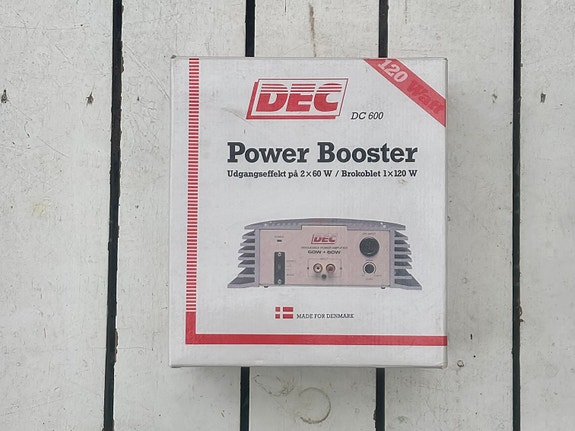 DEC
DC 600
120 Watt
Power Booster
Udgangseffekt på 2×60 W / Brokoblet 1×120 W
DEC
60W + 60W
MADE FOR DENMARK